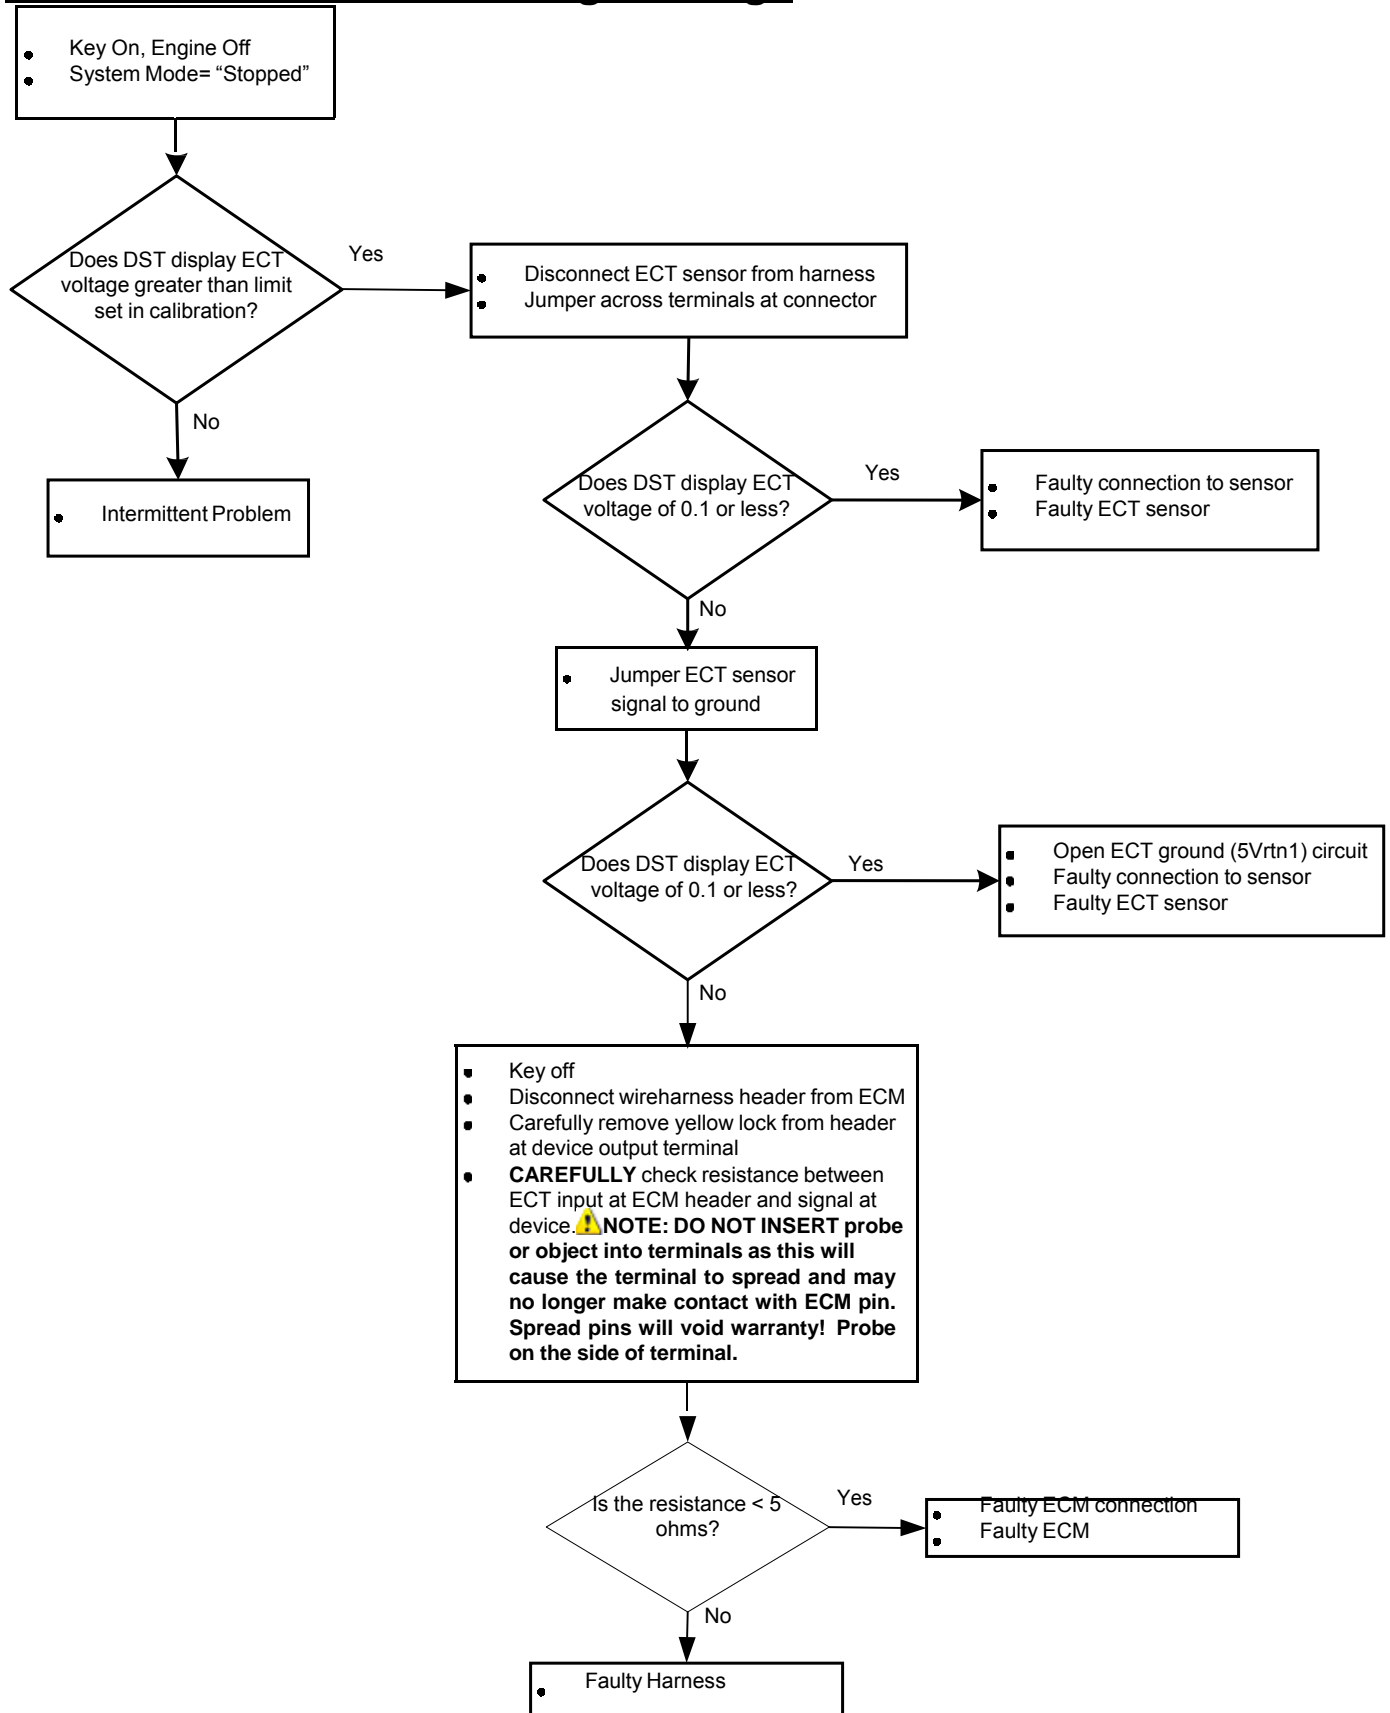 Key On, Engine Off
System Mode= “Stopped”
Does DST display ECT
voltage greater than limit
set in calibration?
Yes
Disconnect ECT sensor from harness
Jumper across terminals at connector
No
Intermittent Problem
Does DST display ECT
voltage of 0.1 or less?
Yes
Faulty connection to sensor
Faulty ECT sensor
No
Jumper ECT sensor
signal to ground
Does DST display ECT
voltage of 0.1 or less?
Yes
Open ECT ground (5Vrtn1) circuit
Faulty connection to sensor
Faulty ECT sensor
No
Key off
Disconnect wireharness header from ECM
Carefully remove yellow lock from header
at device output terminal
CAREFULLY check resistance between
ECT input at ECM header and signal at
device. NOTE: DO NOT INSERT probe
or object into terminals as this will
cause the terminal to spread and may
no longer make contact with ECM pin.
Spread pins will void warranty! Probe
on the side of terminal.
Is the resistance < 5
ohms?
Yes
Faulty ECM connection
Faulty ECM
No
Faulty Harness